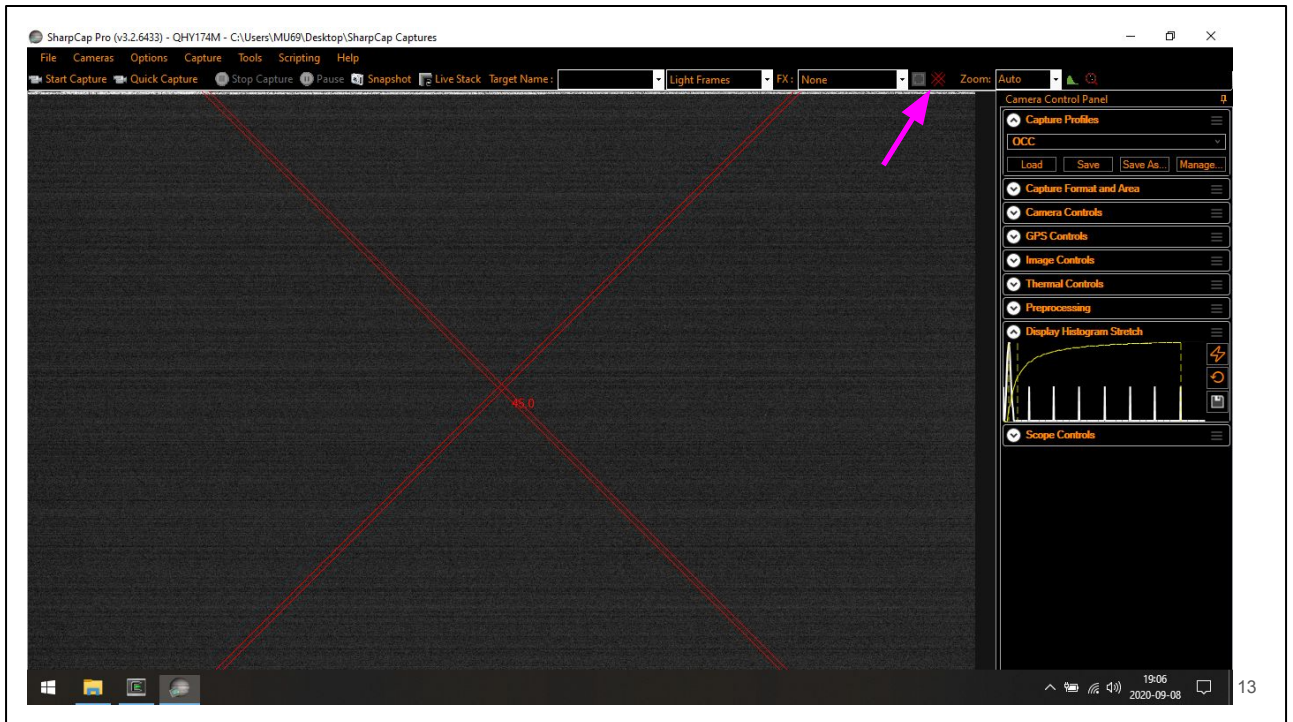 SharpCap Pro (v3.2.6433) - QHY174M - C:\Users\MU69\Desktop\SharpCap Captures
File Cameras Options Capture Tools Scripting Help
Start Capture Quick Capture Stop Capture Pause Snapshot Live Stack Target Name : Light Frames FX : None Zoom: Auto
Camera Control Panel
Capture Profiles
OCC
Load Save Save As... Manage...
Capture Format and Area
Camera Controls
GPS Controls
Image Controls
Thermal Controls
Preprocessing
Display Histogram Stretch
45.0
Scope Controls
19:06
2020-09-08
13